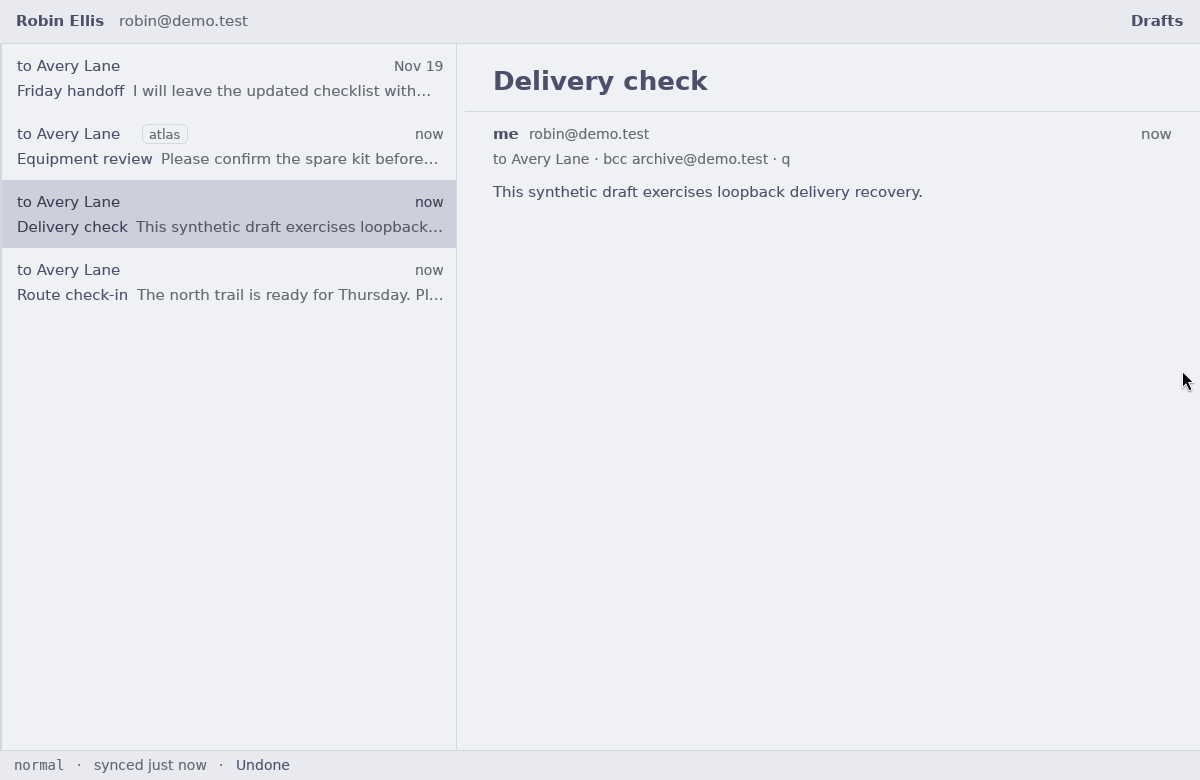 Robin Ellis robin@demo.test Drafts
to Avery Lane Nov 19
Friday handoff I will leave the updated checklist with…
to Avery Lane atlas now
Equipment review Please confirm the spare kit before…
to Avery Lane now
Delivery check This synthetic draft exercises loopback…
to Avery Lane now
Route check-in The north trail is ready for Thursday. Pl…
Delivery check
me robin@demo.test now
to Avery Lane · bcc archive@demo.test · q
This synthetic draft exercises loopback delivery recovery.
normal · synced just now · Undone